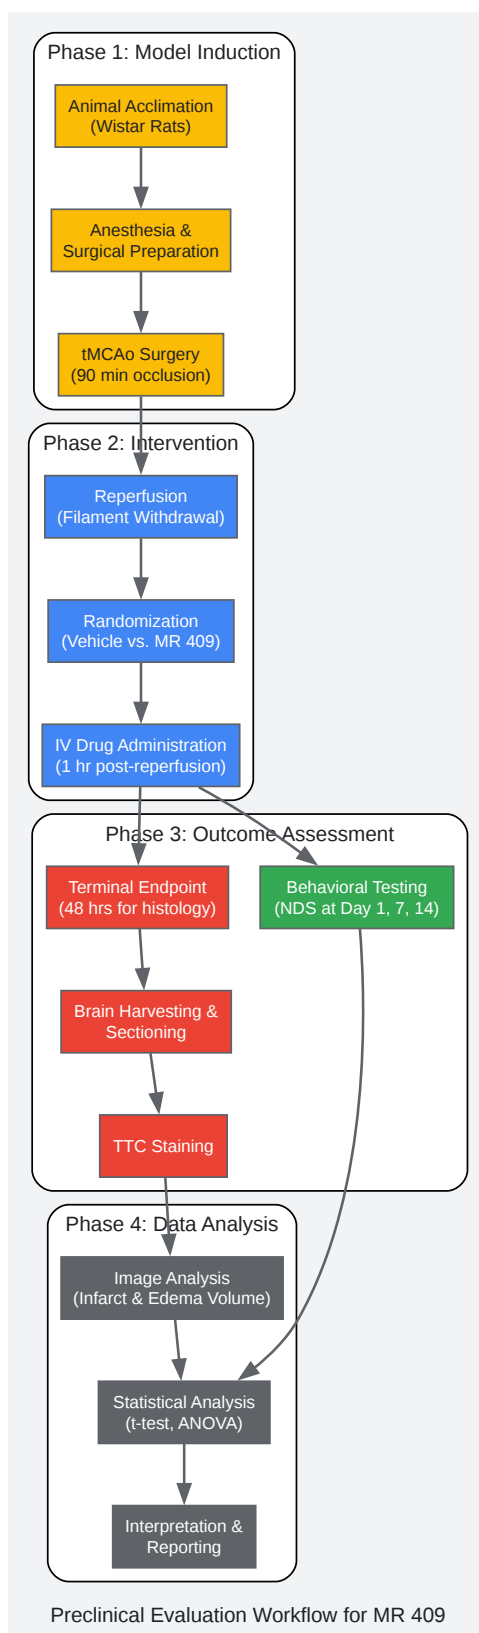 Phase 1: Model Induction
Animal Acclimation
(Wistar Rats)
Anesthesia &
Surgical Preparation
tMCAo Surgery
(90 min occlusion)
Phase 2: Intervention
Reperfusion
(Filament Withdrawal)
Randomization
(Vehicle vs. MR 409)
IV Drug Administration
(1 hr post-reperfusion)
Phase 3: Outcome Assessment
Terminal Endpoint
(48 hrs for histology)
Behavioral Testing
(NDS at Day 1, 7, 14)
Brain Harvesting &
Sectioning
TTC Staining
Phase 4: Data Analysis
Image Analysis
(Infarct & Edema Volume)
Statistical Analysis
(t-test, ANOVA)
Interpretation &
Reporting
Preclinical Evaluation Workflow for MR 409